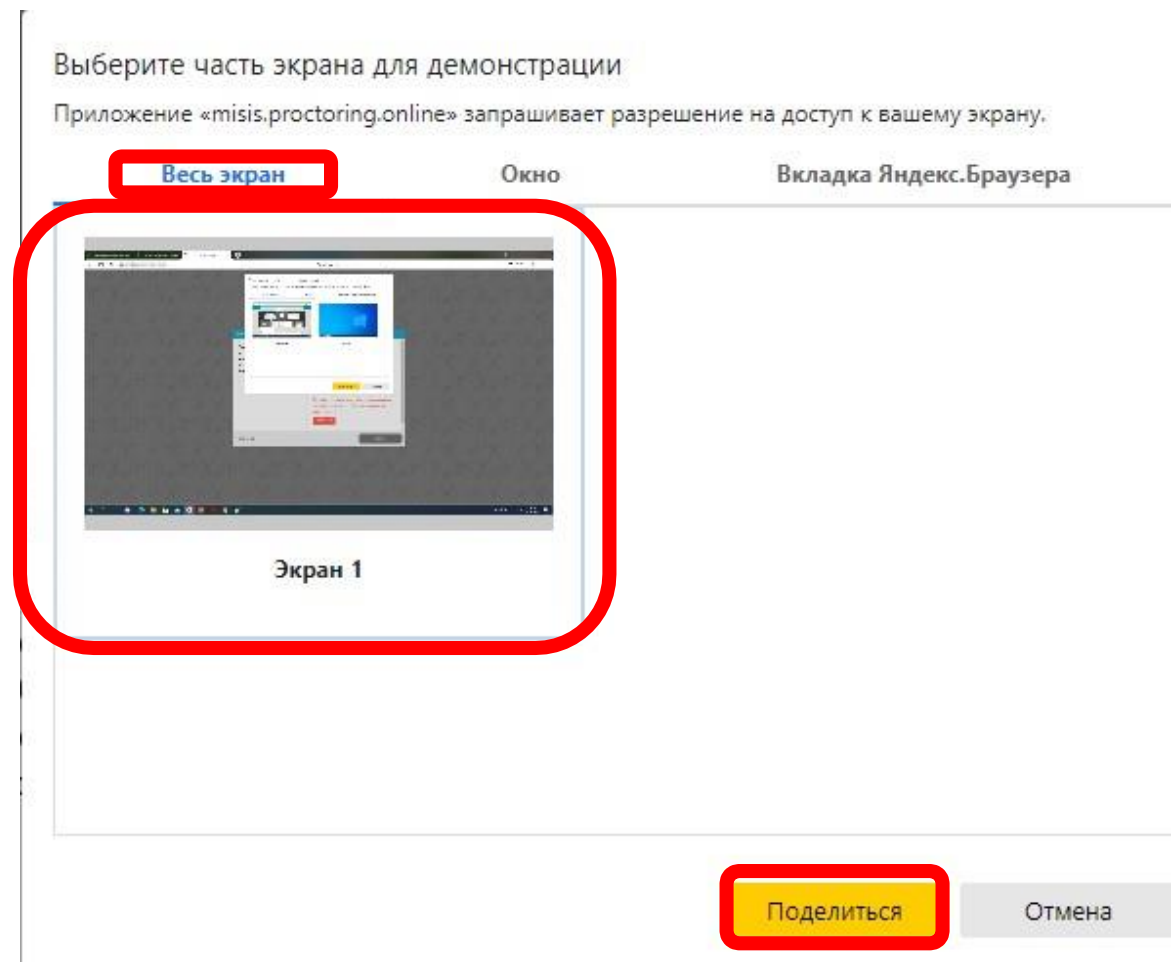 Выберите часть экрана для демонстрации
Приложение «misis.proctoring.online» запрашивает разрешение на доступ к вашему экрану.
Весь экран Окно Вкладка Яндекс.Браузера
Экран 1
Поделиться Отмена